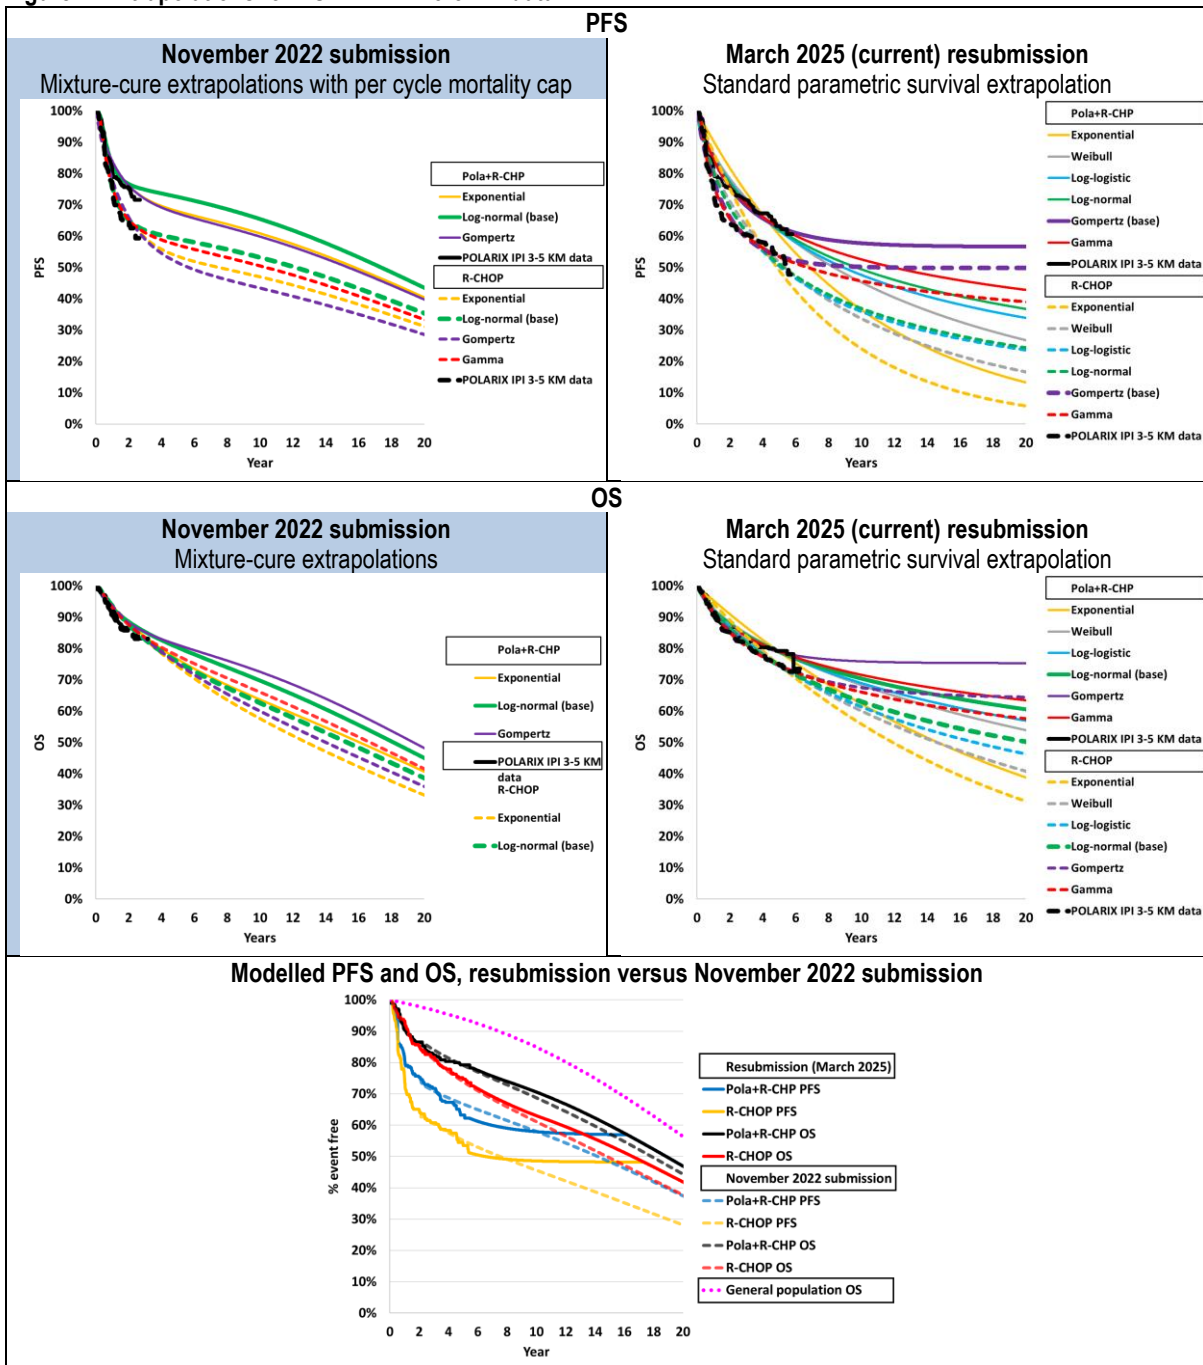 PFS
November 2022 submission
Mixture-cure extrapolations with per cycle mortality cap
100%
90%
80%
70%
60%
50%
40%
30%
20%
10%
0%
PFS
0 2 4 6 8 10 12 14 16 18 20
Year
Pola+R-CHP
Exponential
Log-normal (base)
Gompertz
POLARIX IPI 3-5 KM data
R-CHOP
Exponential
Log-normal (base)
Gompertz
Gamma
POLARIX IPI 3-5 KM data
March 2025 (current) resubmission
Standard parametric survival extrapolation
100%
90%
80%
70%
60%
50%
40%
30%
20%
10%
0%
PFS
0 2 4 6 8 10 12 14 16 18 20
Years
Pola+R-CHP
Exponential
Weibull
Log-logistic
Log-normal
Gompertz (base)
Gamma
POLARIX IPI 3-5 KM data
R-CHOP
Exponential
Weibull
Log-logistic
Log-normal
Gompertz (base)
Gamma
POLARIX IPI 3-5 KM data
OS
November 2022 submission
Mixture-cure extrapolations
100%
90%
80%
70%
60%
50%
40%
30%
20%
10%
0%
OS
0 2 4 6 8 10 12 14 16 18 20
Years
Pola+R-CHP
Exponential
Log-normal (base)
Gompertz
POLARIX IPI 3-5 KM
data
R-CHOP
Exponential
Log-normal (base)
March 2025 (current) resubmission
Standard parametric survival extrapolation
100%
90%
80%
70%
60%
50%
40%
30%
20%
10%
0%
OS
0 2 4 6 8 10 12 14 16 18 20
Years
Pola+R-CHP
Exponential
Weibull
Log-logistic
Log-normal (base)
Gompertz
Gamma
POLARIX IPI 3-5 KM data
R-CHOP
Exponential
Weibull
Log-logistic
Log-normal (base)
Gompertz
Gamma
POLARIX IPI 3-5 KM data
Modelled PFS and OS, resubmission versus November 2022 submission
100%
90%
80%
70%
60%
50%
40%
30%
20%
10%
0%
% event free
0 2 4 6 8 10 12 14 16 18 20
Year
Resubmission (March 2025)
Pola+R-CHP PFS
R-CHOP PFS
Pola+R-CHP OS
R-CHOP OS
November 2022 submission
Pola+R-CHP PFS
R-CHOP PFS
Pola+R-CHP OS
R-CHOP OS
General population OS